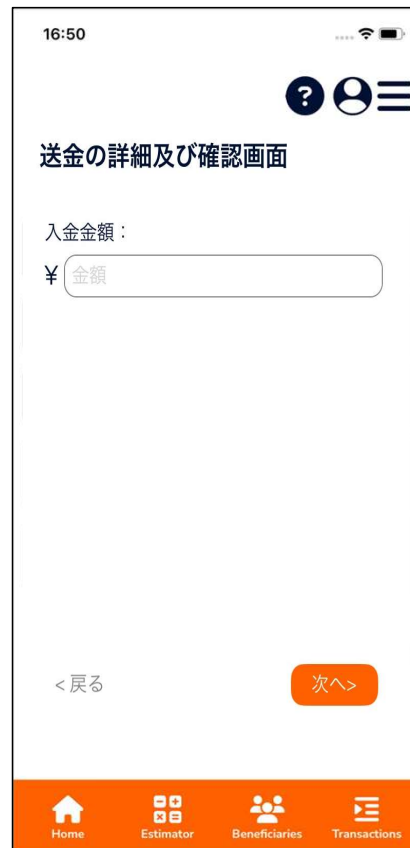 16:50
送金の詳細及び確認画面
入金金額：
¥ 金額
<戻る 次へ>
Home Estimator Beneficiaries Transactions